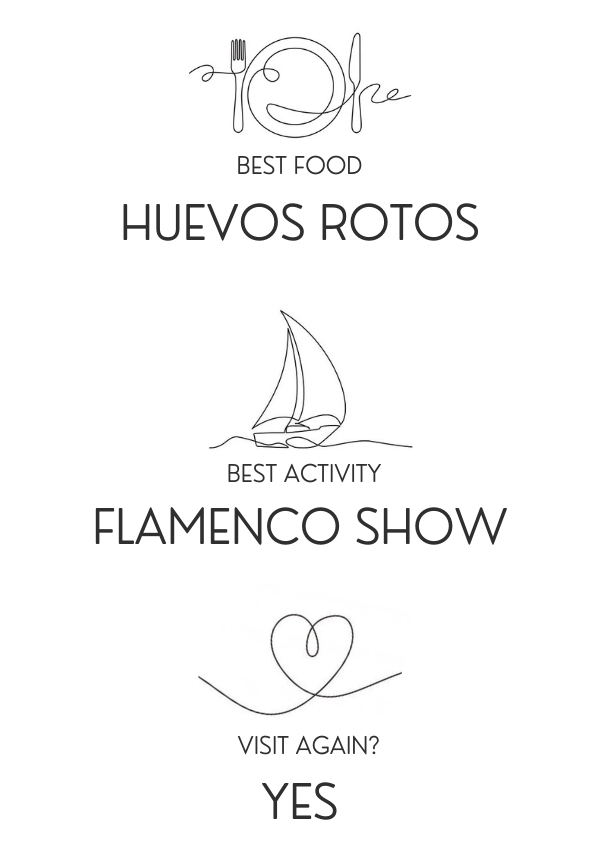 BEST FOOD
HUEVOS ROTOS
BEST ACTIVITY
FLAMENCO SHOW
VISIT AGAIN?
YES